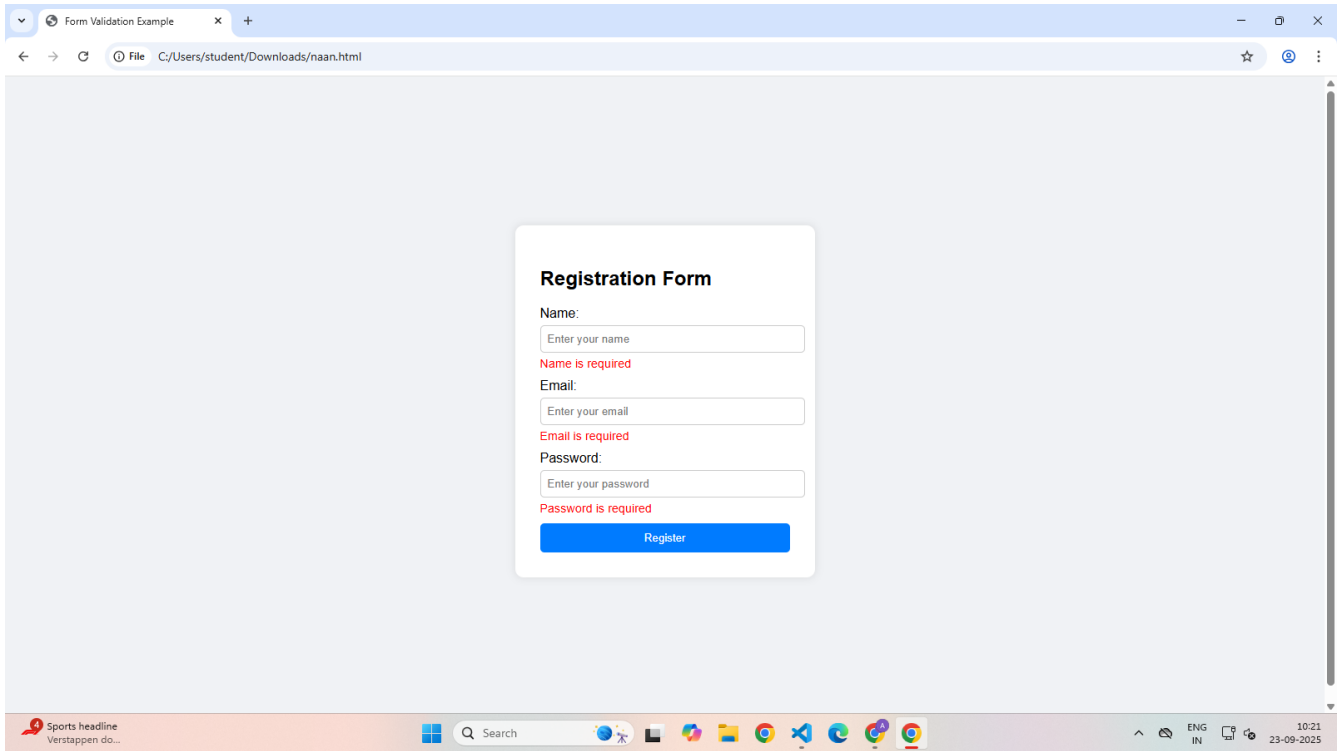 Form Validation Example
File C:/Users/student/Downloads/naan.html
Registration Form
Name:
Enter your name
Name is required
Email:
Enter your email
Email is required
Password:
Enter your password
Password is required
Register
4
Sports headline
Verstappen do...
Search
A
ENG
IN
10:21
23-09-2025